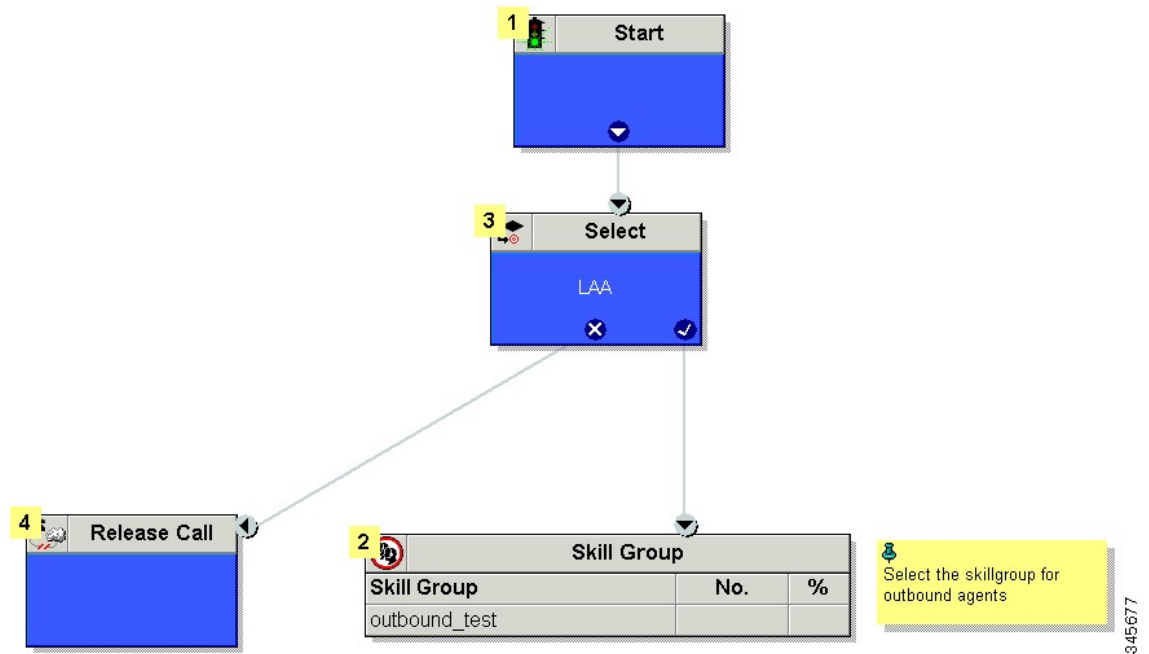 1
Start
3
Select
LAA
4
Release Call
2
Skill Group
Skill Group No. %
outbound_test
Select the skillgroup for
outbound agents
345677